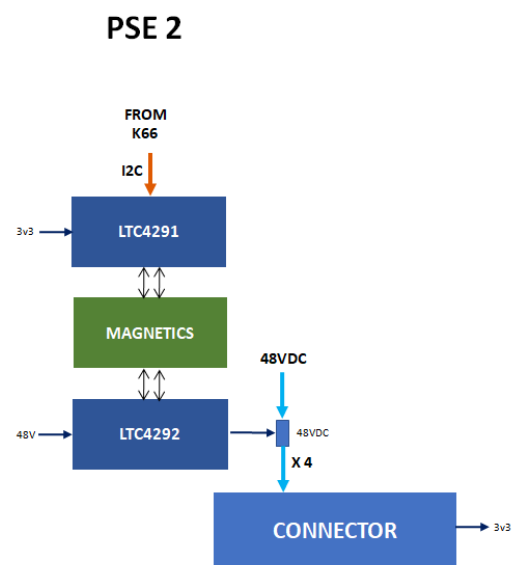 PSE 2
FROM
K66
I2C
3v3
LTC4291
MAGNETICS
48VDC
48V
LTC4292
48VDC
X 4
CONNECTOR
3v3